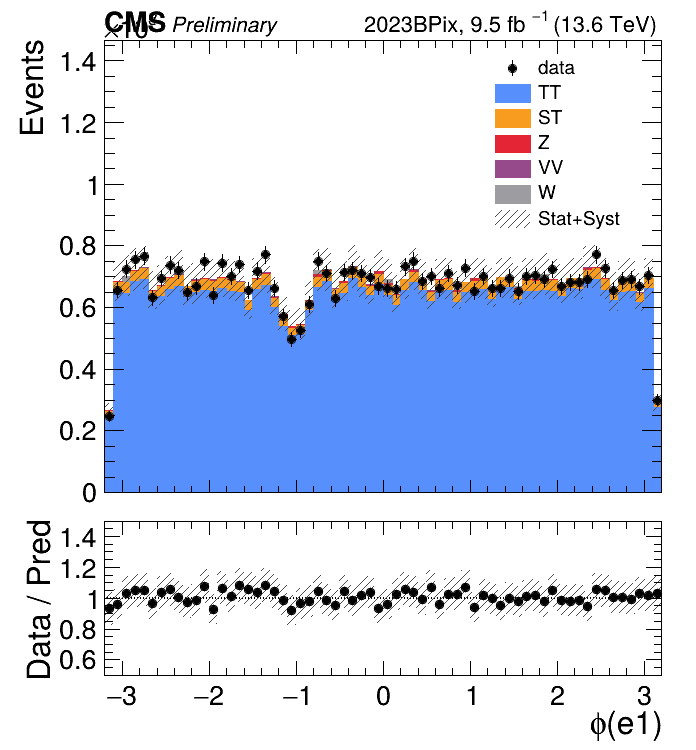 CMS Preliminary 2023BPix, 9.5 fb⁻¹ (13.6 TeV)
Events
1.4
1.2
1
0.8
0.6
0.4
0.2
0
data
TT
ST
Z
VV
W
Stat+Syst
Data / Pred
1.4
1.2
1
0.8
0.6
−3 −2 −1 0 1 2 3
ϕ(e1)